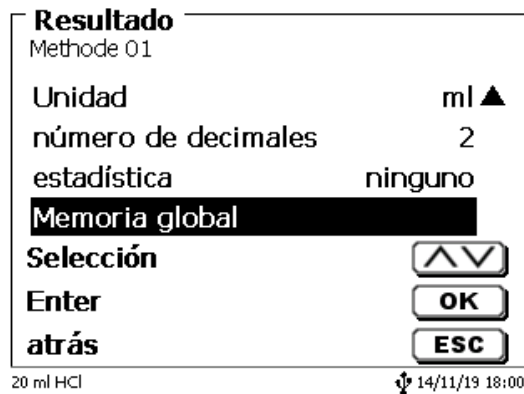 Resultado
Methode 01
Unidad ml ▲
número de decimales 2
estadística ninguno
Memoria global
Selección
Enter OK
atrás ESC
20 ml HCl 14/11/19 18:00